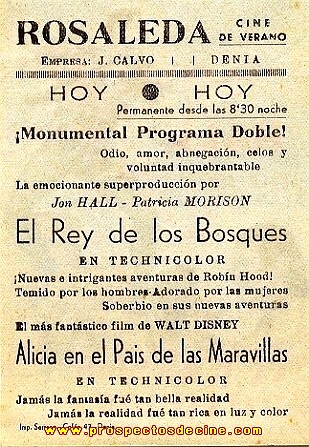 ROSALEDA CINE DE VERANO
EMPRESA: J. CALVO | | DENIA
HOY HOY
Permanente desde las 8'30 noche
¡Monumental Programa Doble!
Odio, amor, abnegación, celos y
voluntad inquebrantable
La emocionante superproducción por
Jon HALL - Patricia MORISON
El Rey de los Bosques
EN TECHNICOLOR
¡Nuevas e intrigantes aventuras de Robín Hood!
Temido por los hombres-Adorado por las mujeres
Soberbio en sus nuevas aventuras
El más fantástico film de WALT DISNEY
Alicia en el Pais de las Maravillas
EN TECHNICOLOR
Jamás la fantasía fué tan bella realidad
Jamás la realidad fué tan rica en luz y color
Imp.
www.prospectosdecine.com